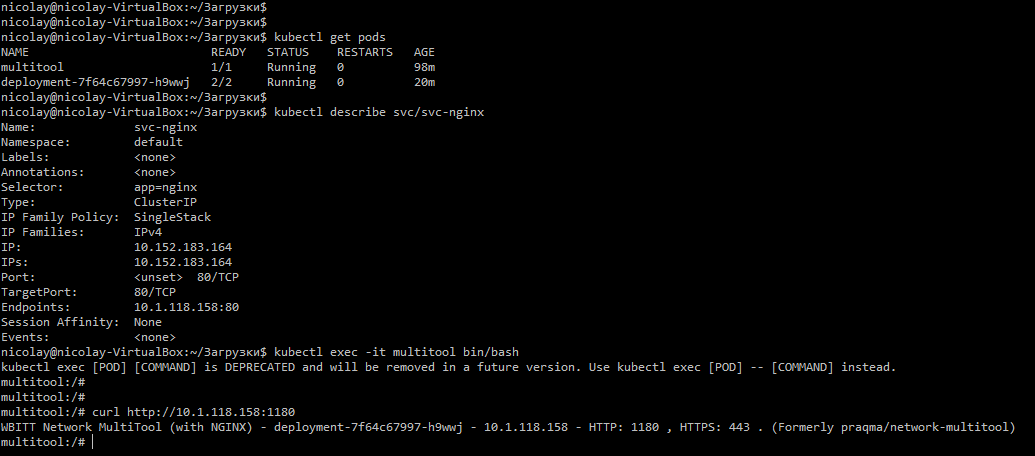 nicolay@nicolay-VirtualBox:~/Загрузки$
nicolay@nicolay-VirtualBox:~/Загрузки$
nicolay@nicolay-VirtualBox:~/Загрузки$ kubectl get pods
NAME                          READY   STATUS    RESTARTS   AGE
multitool                     1/1     Running   0          98m
deployment-7f64c67997-h9wwj   2/2     Running   0          20m
nicolay@nicolay-VirtualBox:~/Загрузки$
nicolay@nicolay-VirtualBox:~/Загрузки$ kubectl describe svc/svc-nginx
Name:              svc-nginx
Namespace:         default
Labels:            <none>
Annotations:       <none>
Selector:          app=nginx
Type:              ClusterIP
IP Family Policy:  SingleStack
IP Families:       IPv4
IP:                10.152.183.164
IPs:               10.152.183.164
Port:              <unset>  80/TCP
TargetPort:        80/TCP
Endpoints:         10.1.118.158:80
Session Affinity:  None
Events:            <none>
nicolay@nicolay-VirtualBox:~/Загрузки$ kubectl exec -it multitool bin/bash
kubectl exec [POD] [COMMAND] is DEPRECATED and will be removed in a future version. Use kubectl exec [POD] -- [COMMAND] instead.
multitool:/#
multitool:/#
multitool:/# curl http://10.1.118.158:1180
WBITT Network MultiTool (with NGINX) - deployment-7f64c67997-h9wwj - 10.1.118.158 - HTTP: 1180 , HTTPS: 443 . (Formerly praqma/network-multitool)
multitool:/#